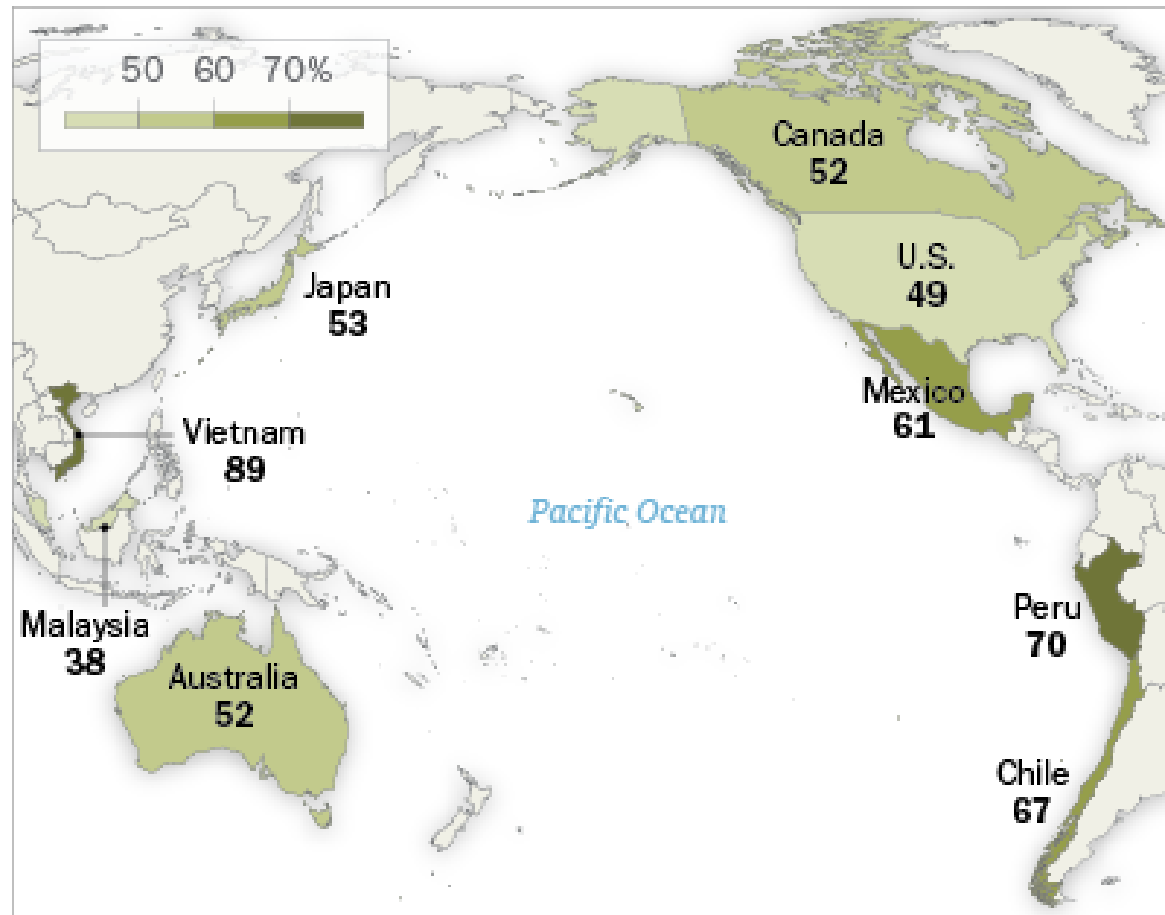 50 60 70%
Canada
52
U.S.
49
Japan
53
Mexico
61
Vietnam
89
Pacific Ocean
Peru
70
Malaysia
38
Australia
52
Chile
67